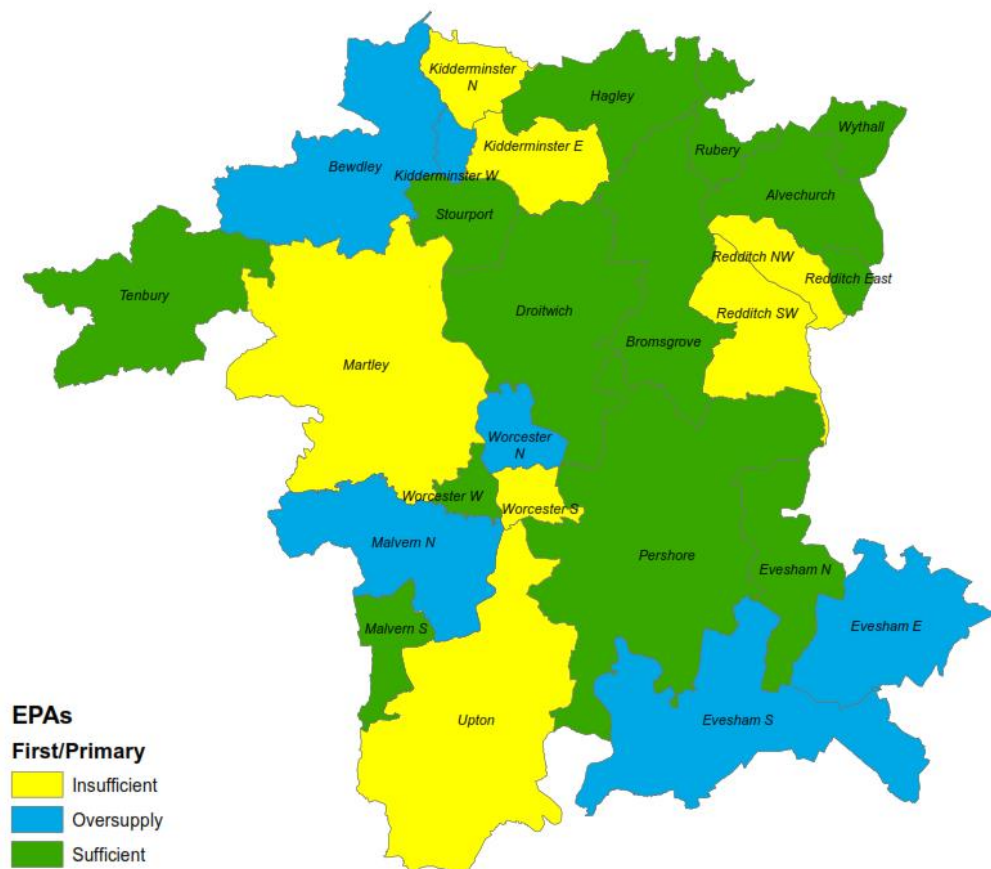 Kidderminster
N
Hagley
Wythall
Kidderminster E
Rubery
Bewdley
Kidderminster W
Alvechurch
Stourport
Redditch NW
Redditch East
Tenbury
Droitwich
Redditch SW
Bromsgrove
Martley
Worcester
N
Worcester W
Worcester S
Malvern N
Pershore
Evesham N
Malvern S
Evesham E
Upton
Evesham S
EPAs
First/Primary
Insufficient
Oversupply
Sufficient